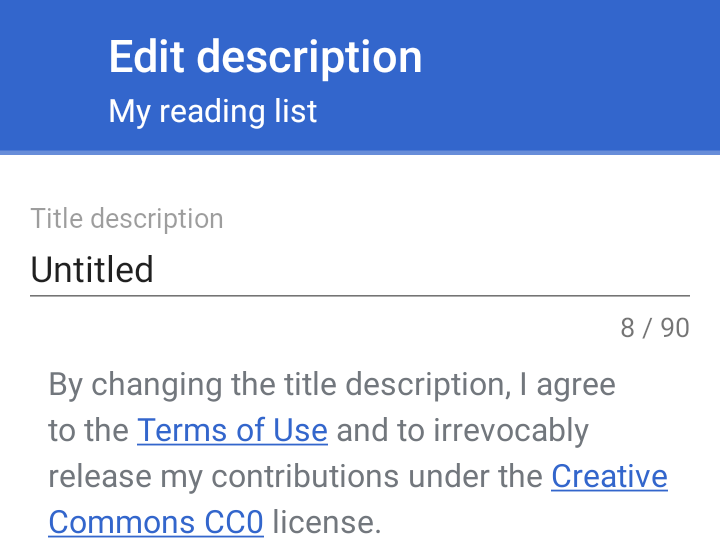 Edit description
My reading list
Title description
Untitled
8 / 90
By changing the title description, I agree
to the Terms of Use and to irrevocably
release my contributions under the Creative
Commons CC0 license.